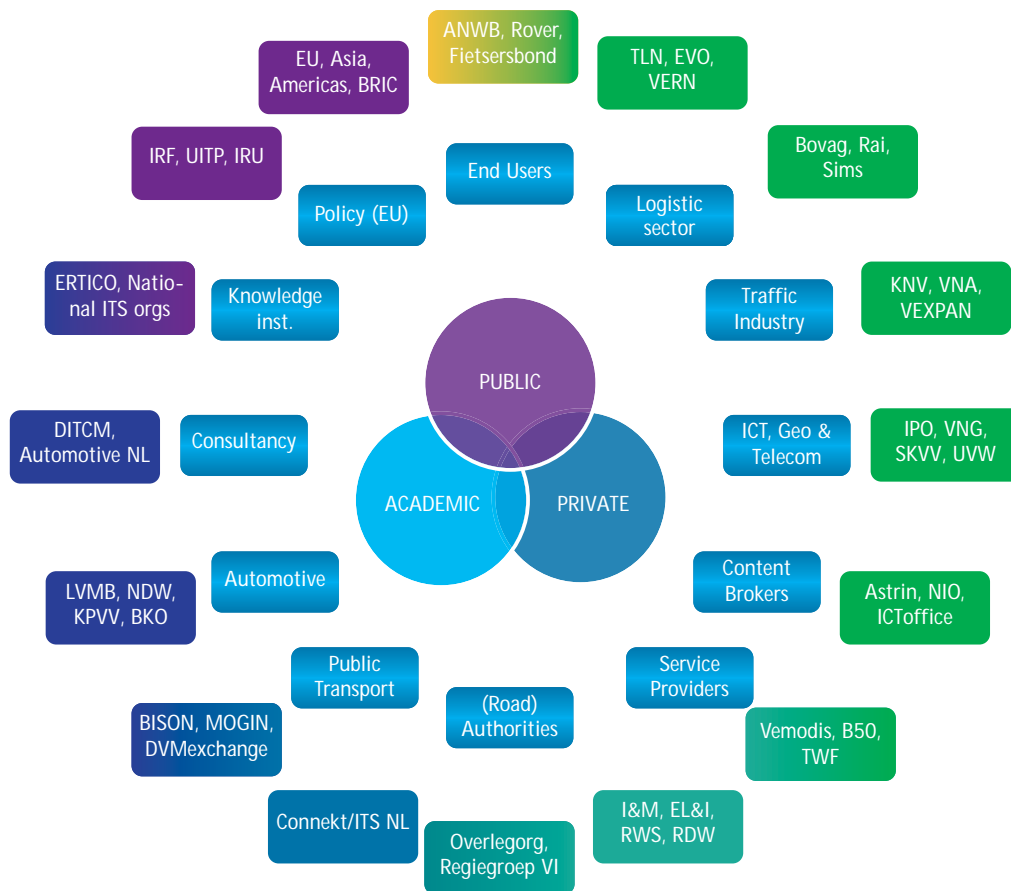 ANWB, Rover,
Fietsersbond
EU, Asia,
Americas, BRIC
TLN, EVO,
VERN
IRF, UITP, IRU
Bovag, Rai,
Sims
End Users
Policy (EU)
Logistic
sector
ERTICO, Natio-
nal ITS orgs
Knowledge
inst.
Traffic
Industry
KNV, VNA,
VEXPAN
PUBLIC
DITCM,
Automotive NL
Consultancy
ICT, Geo &
Telecom
IPO, VNG,
SKVV, UVW
ACADEMIC
PRIVATE
LVMB, NDW,
KPVV, BKO
Automotive
Content
Brokers
Astrin, NIO,
ICToffice
Public
Transport
Service
Providers
(Road)
Authorities
BISON, MOGIN,
DVMexchange
Vemodis, B50,
TWF
Connekt/ITS NL
I&M, EL&I,
RWS, RDW
Overlegorg,
Regiegroep VI